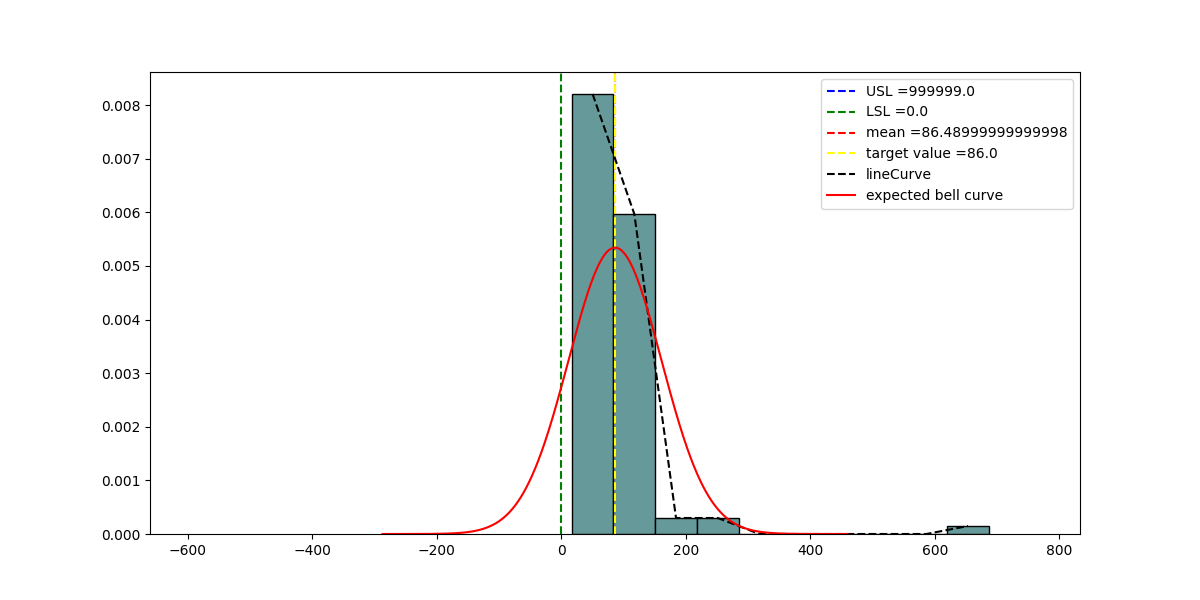 USL =999999.0
LSL =0.0
mean =86.48999999999998
target value =86.0
lineCurve
expected bell curve
0.008
0.007
0.006
0.005
0.004
0.003
0.002
0.001
0.000
−600 −400 −200 0 200 400 600 800